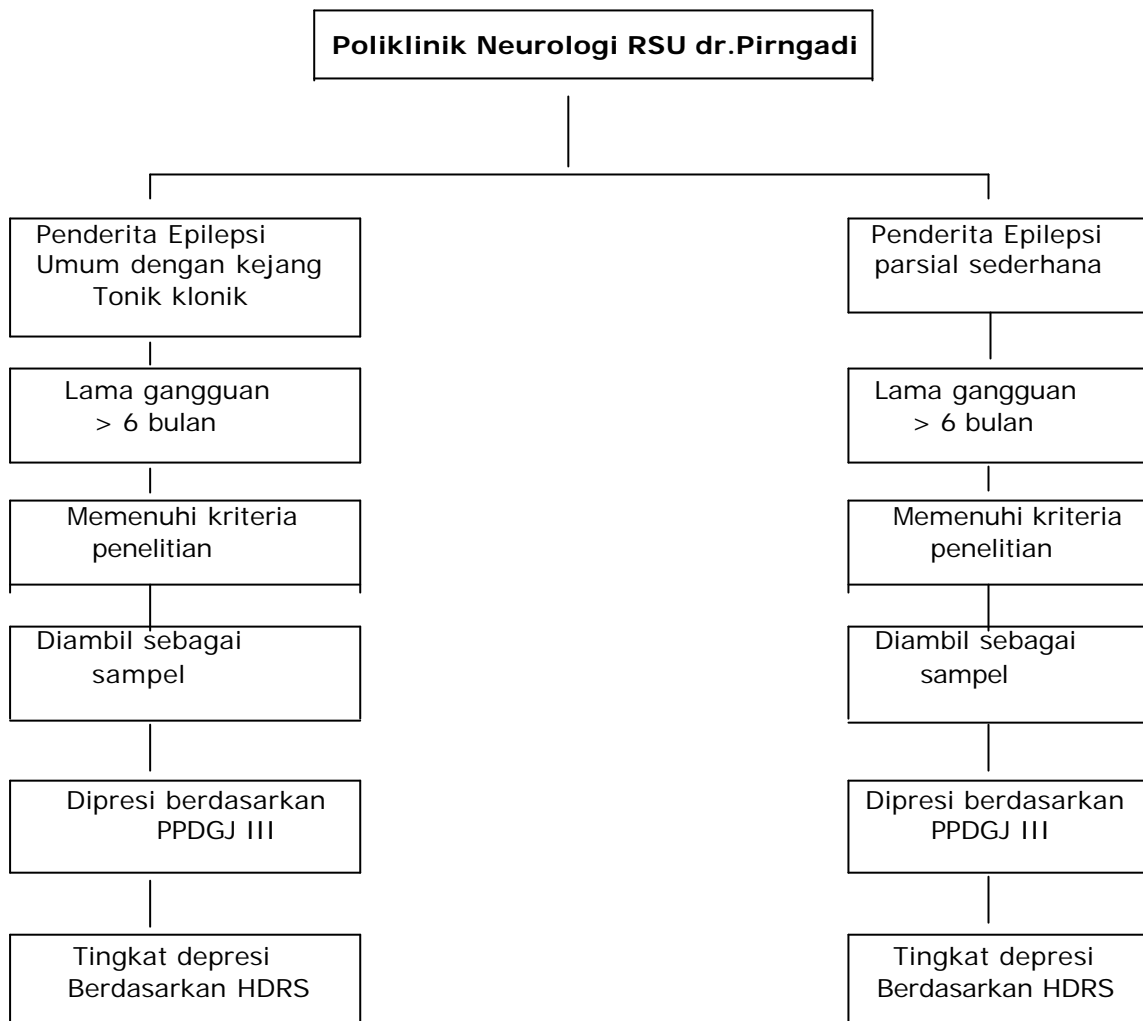 Poliklinik Neurologi RSU dr.Pirngadi
Penderita Epilepsi
Umum dengan kejang
Tonik klonik
Lama gangguan
> 6 bulan
Memenuhi kriteria
penelitian
Diambil sebagai
sampel
Dipresi berdasarkan
PPDGJ III
Tingkat depresi
Berdasarkan HDRS
Penderita Epilepsi
parsial sederhana
Lama gangguan
> 6 bulan
Memenuhi kriteria
penelitian
Diambil sebagai
sampel
Dipresi berdasarkan
PPDGJ III
Tingkat depresi
Berdasarkan HDRS